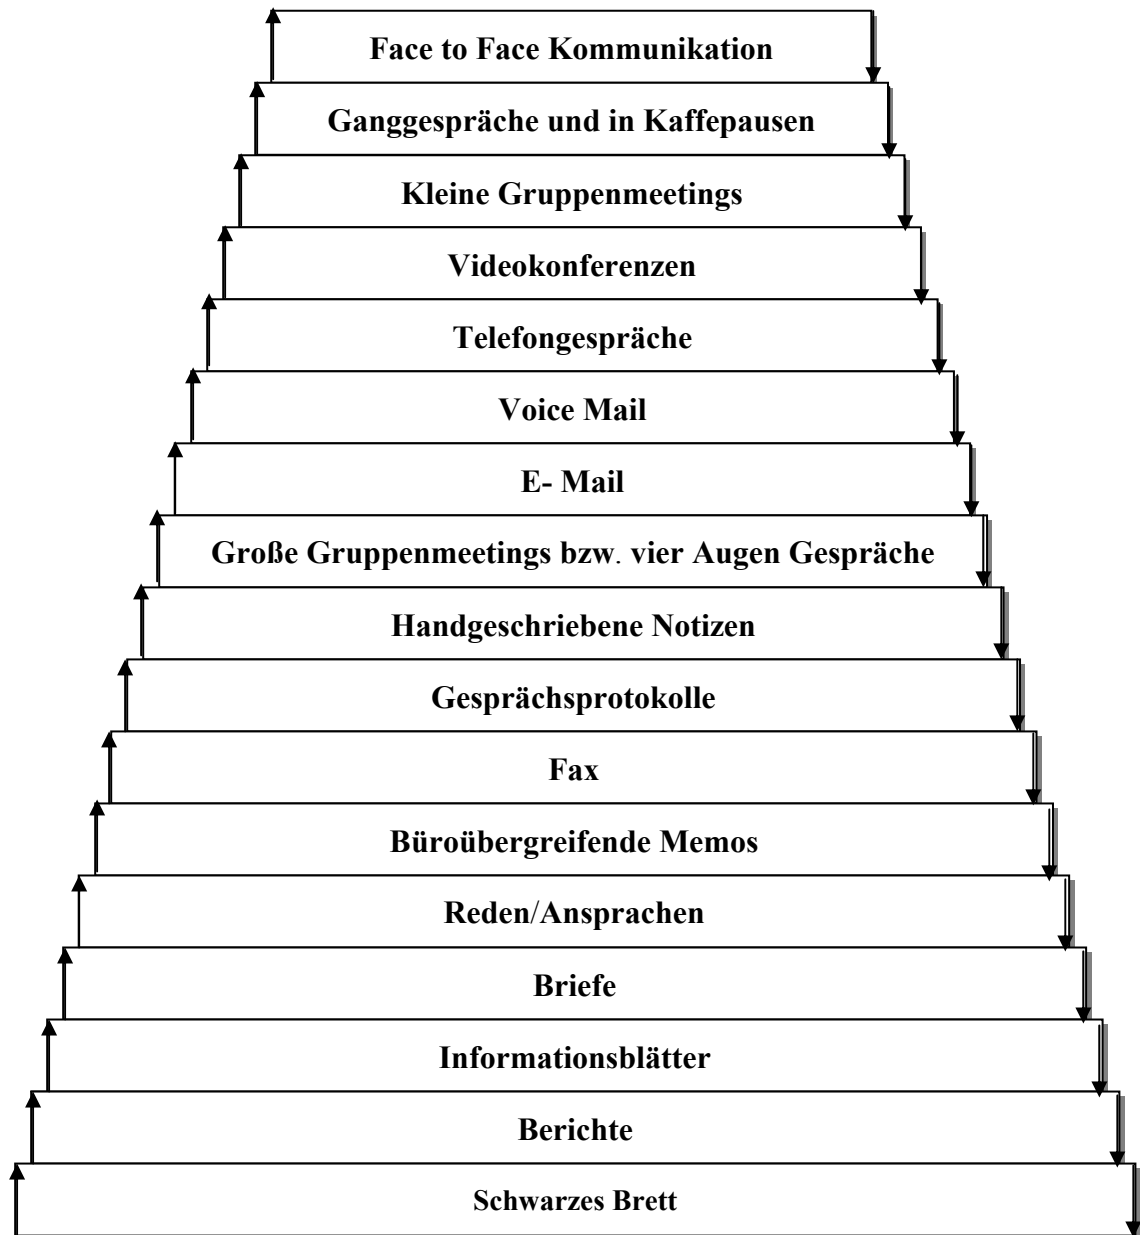 Face to Face Kommunikation
Ganggespräche und in Kaffepausen
Kleine Gruppenmeetings
Videokonferenzen
Telefongespräche
Voice Mail
E- Mail
Große Gruppenmeetings bzw. vier Augen Gespräche
Handgeschriebene Notizen
Gesprächsprotokolle
Fax
Büroübergreifende Memos
Reden/Ansprachen
Briefe
Informationsblätter
Berichte
Schwarzes Brett